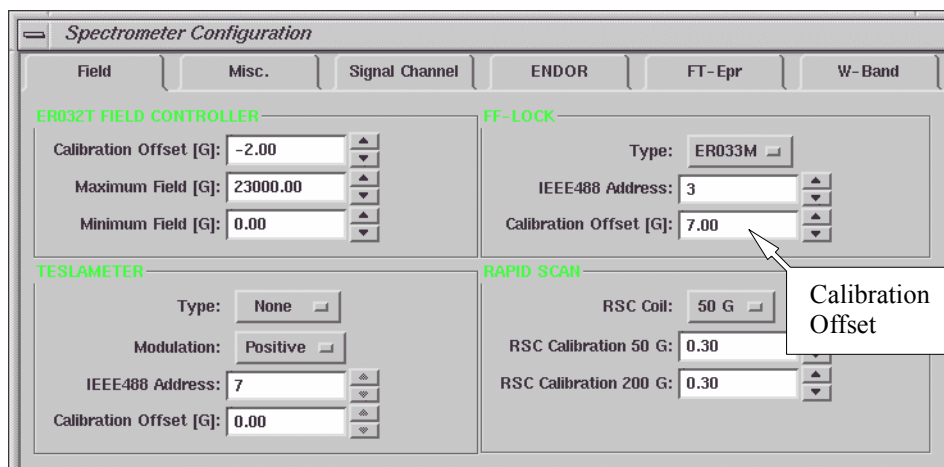 Spectrometer Configuration
Field Misc. Signal Channel ENDOR FT-Epr W-Band
ER032T FIELD CONTROLLER
Calibration Offset [G]: -2.00
Maximum Field [G]: 23000.00
Minimum Field [G]: 0.00
FF-LOCK
Type: ER033M
IEEE488 Address: 3
Calibration Offset [G]: 7.00
TESLAMETER
Type: None
Modulation: Positive
IEEE488 Address: 7
Calibration Offset [G]: 0.00
RAPID SCAN
RSC Coil: 50 G
RSC Calibration 50 G: 0.30
RSC Calibration 200 G: 0.30
Calibration
Offset